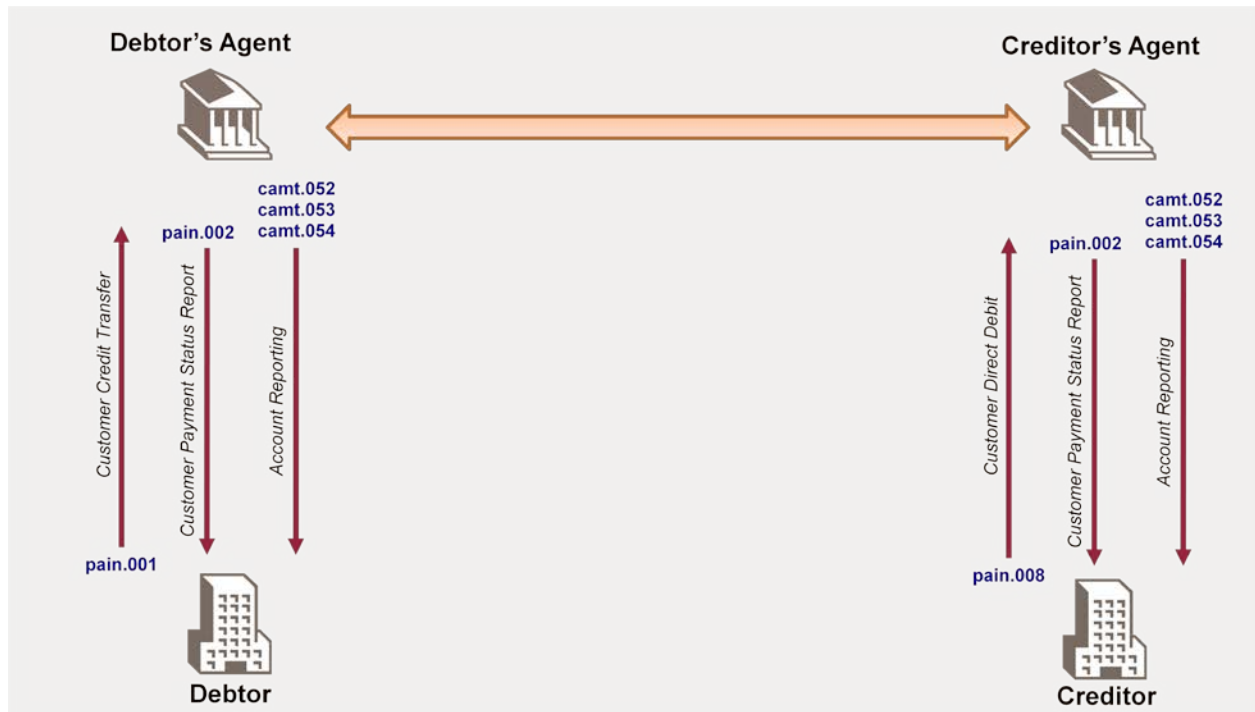 Debtor's Agent
Creditor's Agent
camt.052
camt.053
camt.054
pain.002
camt.052
camt.053
camt.054
pain.002
Customer Credit Transfer
Customer Payment Status Report
Account Reporting
Customer Direct Debit
Customer Payment Status Report
Account Reporting
pain.001
pain.008
Debtor
Creditor